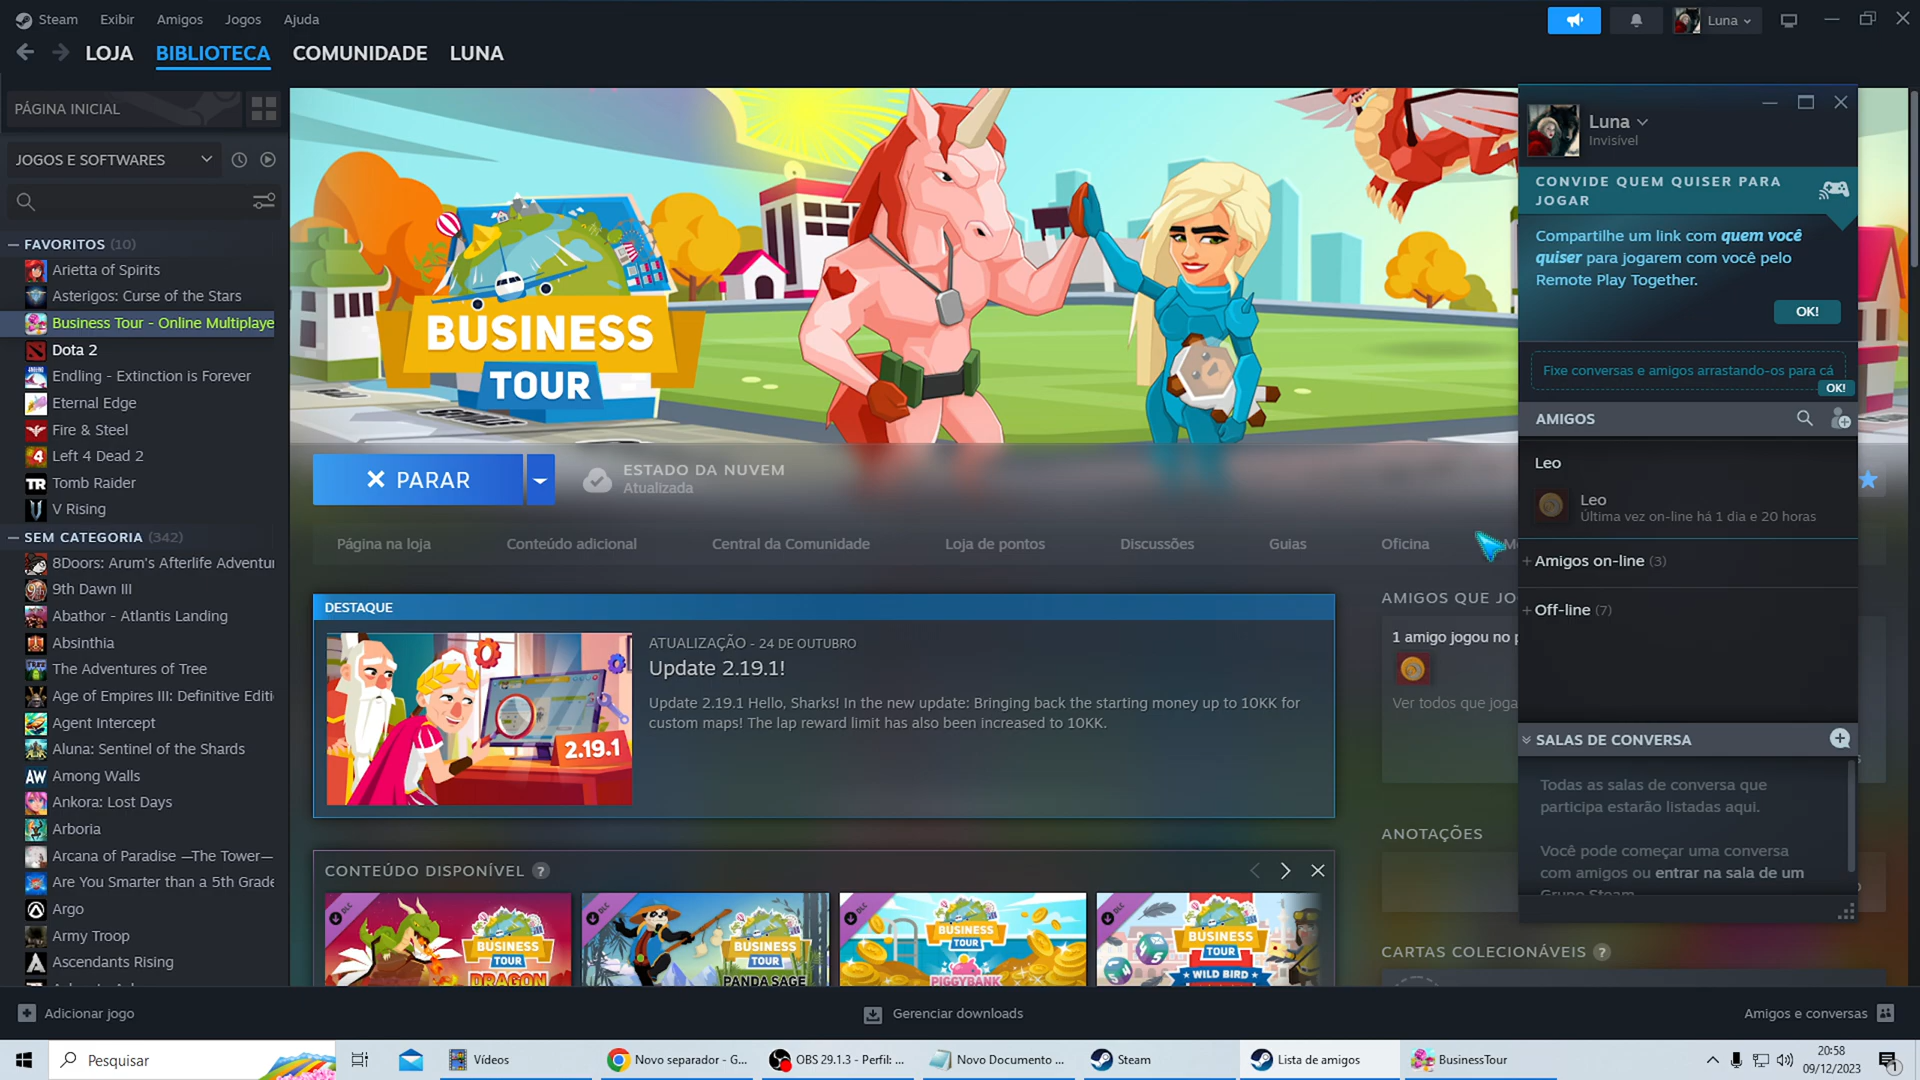 Steam
Exibir
Amigos
Jogos
Ajuda
Luna
LOJA
BIBLIOTECA
COMUNIDADE
LUNA
PÁGINA INICIAL
JOGOS E SOFTWARES
FAVORITOS (10)
Arietta of Spirits
Asterigos: Curse of the Stars
Business Tour - Online Multiplaye
Dota 2
Endling - Extinction is Forever
Eternal Edge
Fire & Steel
Left 4 Dead 2
Tomb Raider
V Rising
SEM CATEGORIA (342)
8Doors: Arum's Afterlife Adventu
9th Dawn III
Abathor - Atlantis Landing
Absinthia
The Adventures of Tree
Age of Empires III: Definitive Editi
Agent Intercept
Aluna: Sentinel of the Shards
Among Walls
Ankora: Lost Days
Arboria
Arcana of Paradise —The Tower—
Are You Smarter than a 5th Grade
Argo
Army Troop
Ascendants Rising
BUSINESS
TOUR
PARAR
ESTADO DA NUVEM
Atualizada
Página na loja
Conteúdo adicional
Central da Comunidade
Loja de pontos
Discussões
Guias
Oficina
DESTAQUE
ATUALIZAÇÃO - 24 DE OUTUBRO
Update 2.19.1!
Update 2.19.1 Hello, Sharks! In the new update: Bringing back the starting money up to 10KK for
custom maps! The lap reward limit has also been increased to 10KK.
2.19.1
CONTEÚDO DISPONÍVEL ?
DLC
BUSINESS
TOUR
DRAGON
DLC
BUSINESS
TOUR
PANDA SAGE
DLC
BUSINESS
TOUR
PIGGYBANK
DLC
BUSINESS
TOUR
WILD BIRD
AMIGOS QUE JO
1 amigo jogou no p
Ver todos que joga
ANOTAÇÕES
CARTAS COLECIONÁVEIS ?
Luna
Invisível
CONVIDE QUEM QUISER PARA
JOGAR
Compartilhe um link com quem você
quiser para jogarem com você pelo
Remote Play Together.
OK!
Fixe conversas e amigos arrastando-os para cá
OK!
AMIGOS
Leo
Leo
Última vez on-line há 1 dia e 20 horas
Amigos on-line (3)
Off-line (7)
SALAS DE CONVERSA
Todas as salas de conversa que
participa estarão listadas aqui.
Você pode começar uma conversa
com amigos ou entrar na sala de um
Grupo Steam
Adicionar jogo
Gerenciar downloads
Amigos e conversas
Pesquisar
Vídeos
Novo separador - G...
OBS 29.1.3 - Perfil: ...
Novo Documento ...
Steam
Lista de amigos
BusinessTour
20:58
09/12/2023
1